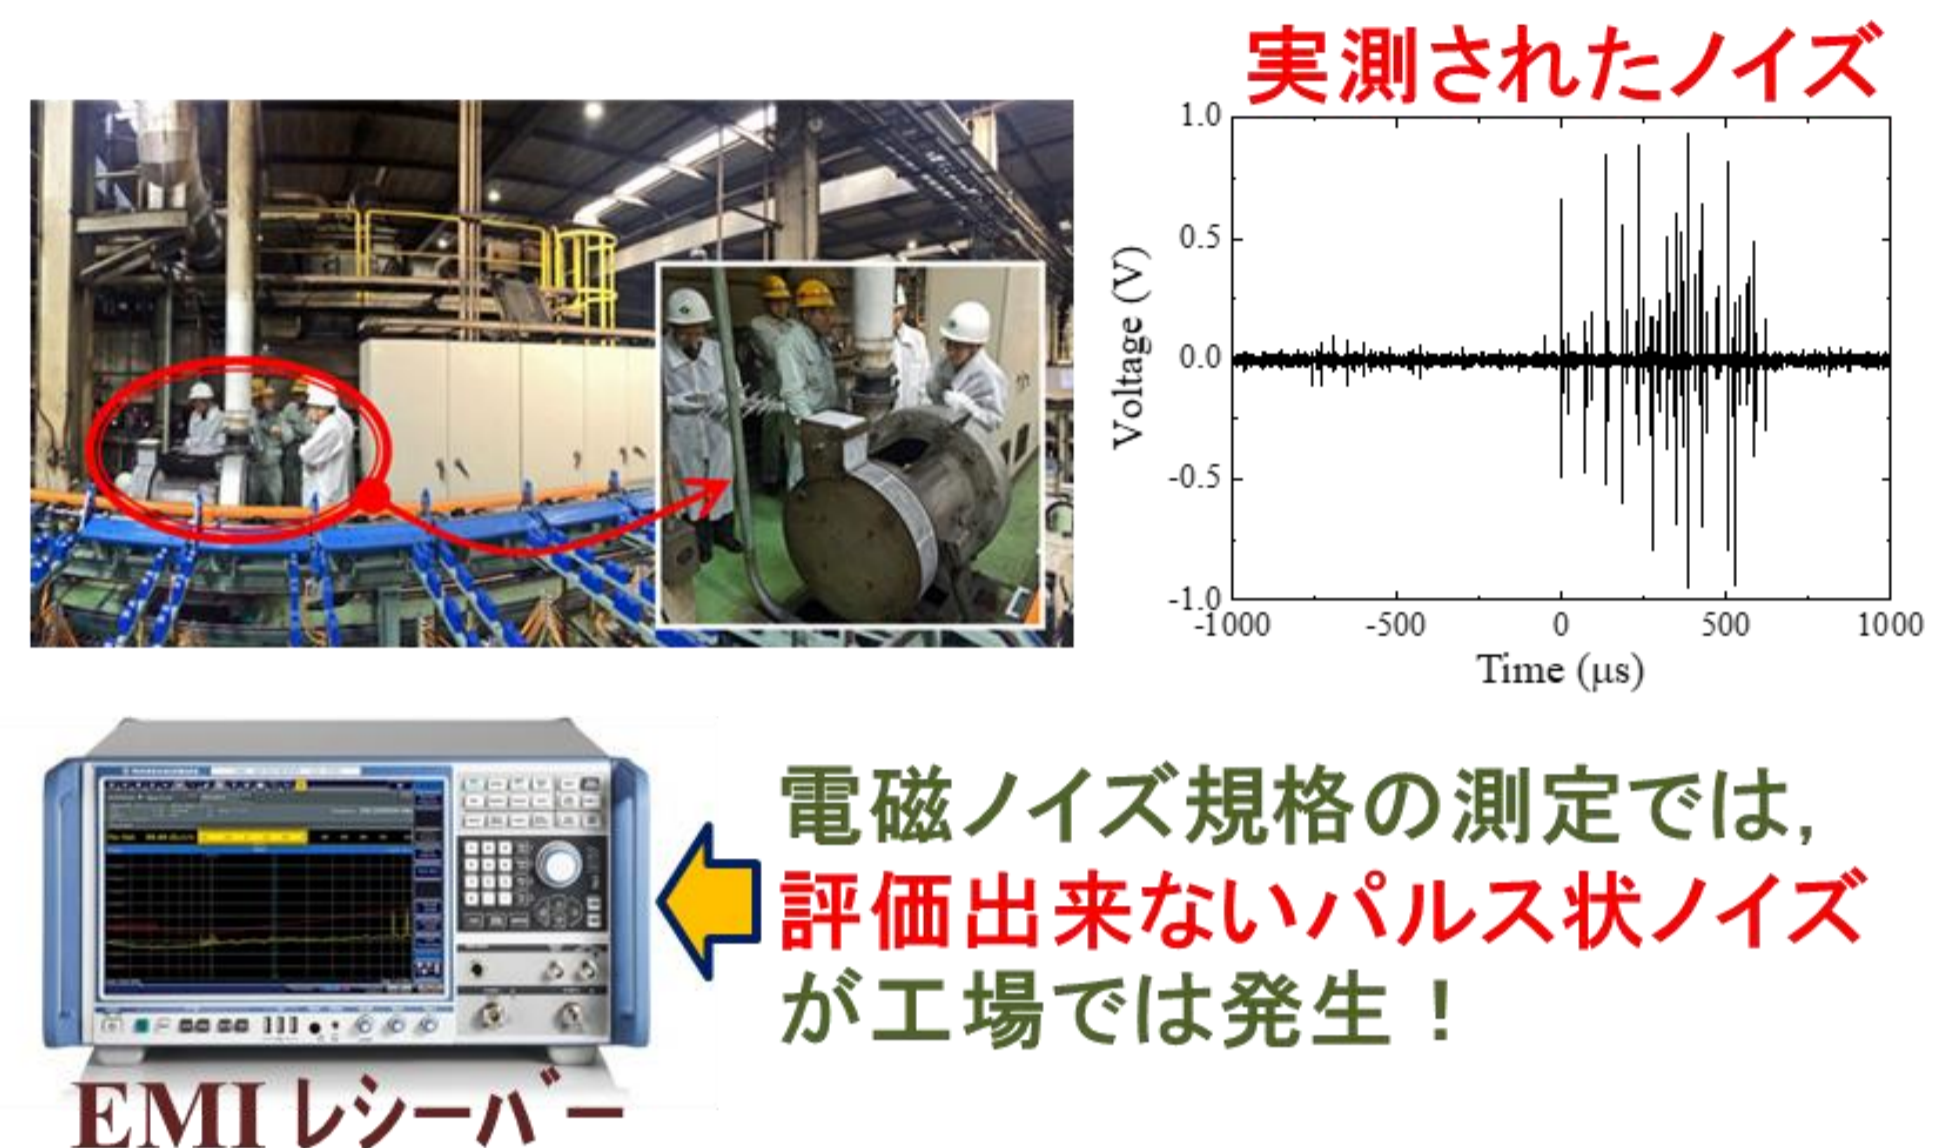 実測されたノイズ
1.0
0.5
0.0
-0.5
-1.0
Voltage (V)
-1000
-500
0
500
1000
Time (μs)
電磁ノイズ規格の測定では,
評価出来ないパルス状ノイズ
が工場では発生！
EMIレシーバー